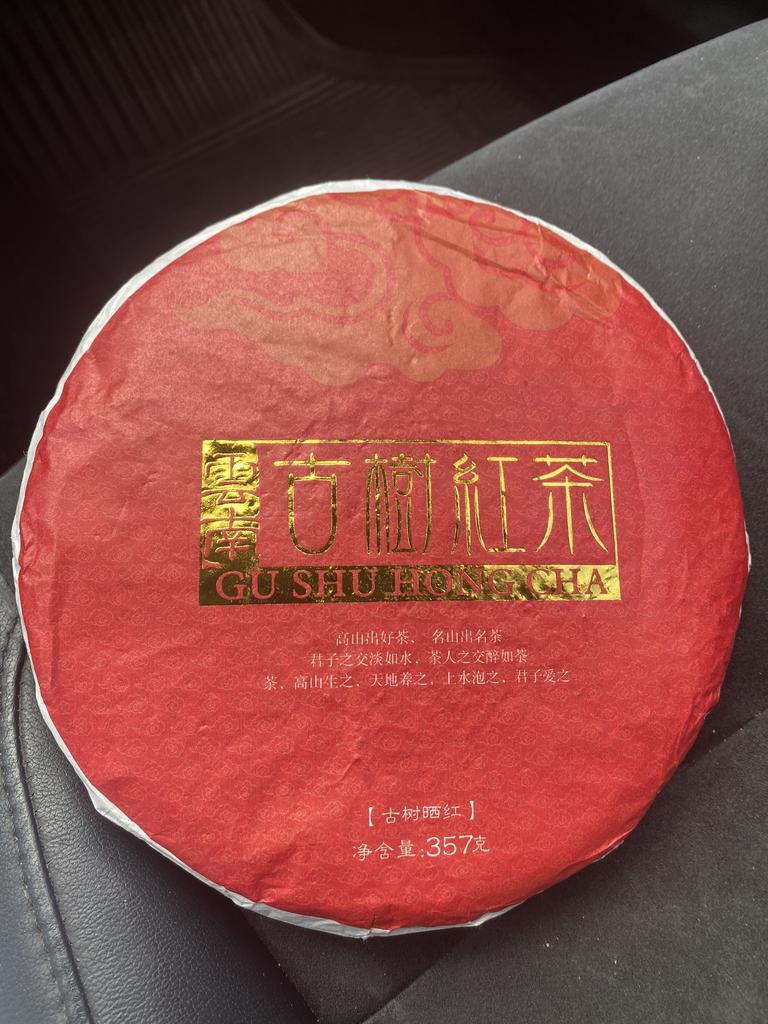 雲南
古樹紅茶
GU SHU HONG CHA
高山出好茶、名山出名茶
君子之交淡如水，茶人之交醉如茶
茶，高山生之，天地养之，上水泡之，君子爱之
【古树晒红】
净含量:357克